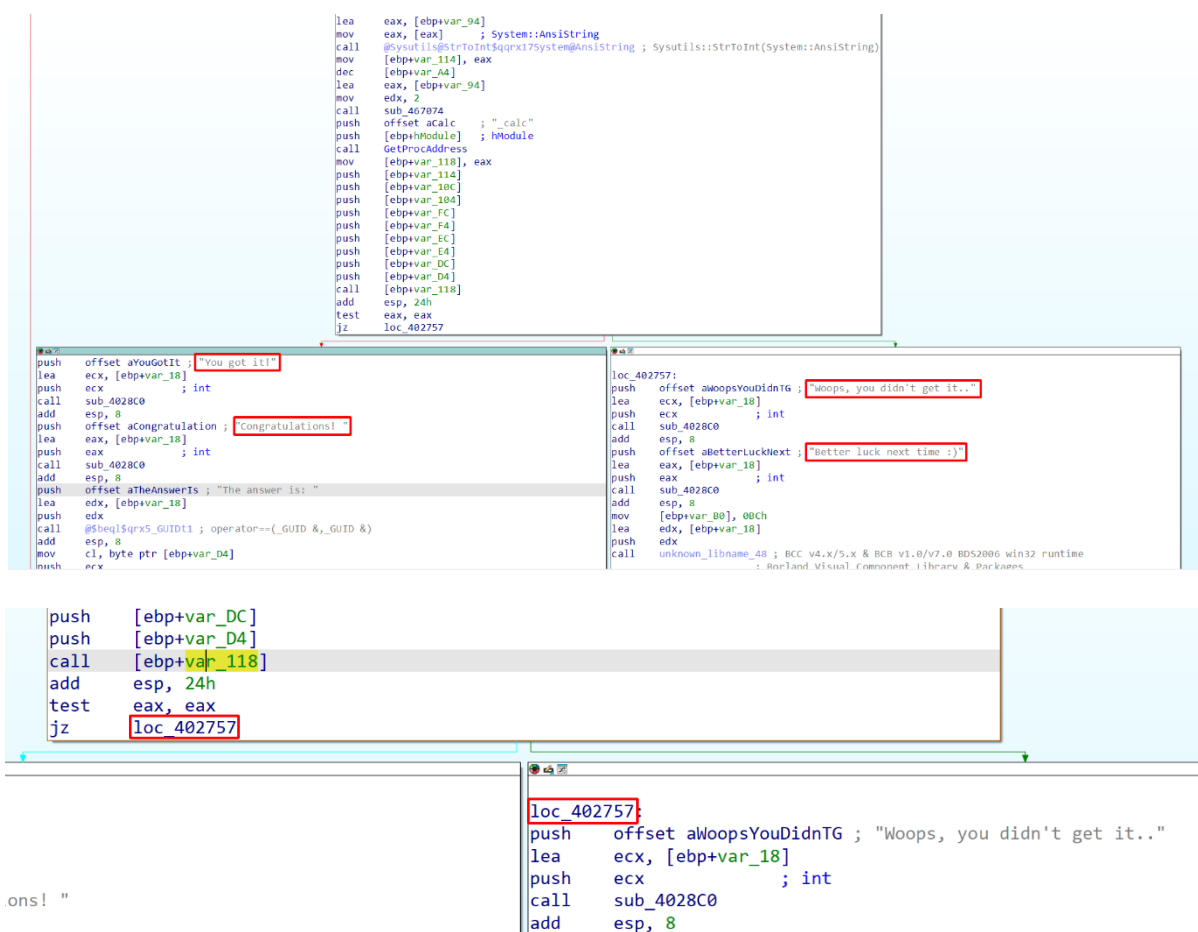 lea eax, [ebp+var_94]
mov eax, [eax] ; System::AnsiString
call @Sysutils@StrToInt$qqrx17System@AnsiString ; Sysutils::StrToInt(System::AnsiString)
mov [ebp+var_114], eax
dec [ebp+var_A4]
lea eax, [ebp+var_94]
mov edx, 2
call sub_467074
push offset aCalc ; "_calc"
push [ebp+hModule] ; hModule
call GetProcAddress
mov [ebp+var_118], eax
push [ebp+var_114]
push [ebp+var_10C]
push [ebp+var_104]
push [ebp+var_FC]
push [ebp+var_F4]
push [ebp+var_EC]
push [ebp+var_E4]
push [ebp+var_DC]
push [ebp+var_D4]
call [ebp+var_118]
add esp, 24h
test eax, eax
jz loc_402757
push offset aYouGotIt ; "You got it!"
lea ecx, [ebp+var_18]
push ecx ; int
call sub_4028C0
add esp, 8
push offset aCongratulation ; "Congratulations! "
lea eax, [ebp+var_18]
push eax ; int
call sub_4028C0
add esp, 8
push offset aTheAnswerIs ; "The answer is: "
lea edx, [ebp+var_18]
push edx
call @$beql$qrx5_GUIDt1 ; operator==(_GUID &,_GUID &)
add esp, 8
mov cl, byte ptr [ebp+var_D4]
push ecx
loc_402757:
push offset aWoopsYouDidnTG ; "Woops, you didn't get it.."
lea ecx, [ebp+var_18]
push ecx ; int
call sub_4028C0
add esp, 8
push offset aBetterLuckNext ; "Better luck next time :)"
lea eax, [ebp+var_18]
push eax ; int
call sub_4028C0
add esp, 8
mov [ebp+var_B0], 0BCh
lea edx, [ebp+var_18]
push edx
call unknown_libname_48 ; BCC v4.x/5.x & BCB v1.0/v7.0 BDS2006 win32 runtime
; Borland Visual Component Library & Packages
push [ebp+var_DC]
push [ebp+var_D4]
call [ebp+var_118]
add esp, 24h
test eax, eax
jz loc_402757
ons! "
loc_402757:
push offset aWoopsYouDidnTG ; "Woops, you didn't get it.."
lea ecx, [ebp+var_18]
push ecx ; int
call sub_4028C0
add esp, 8